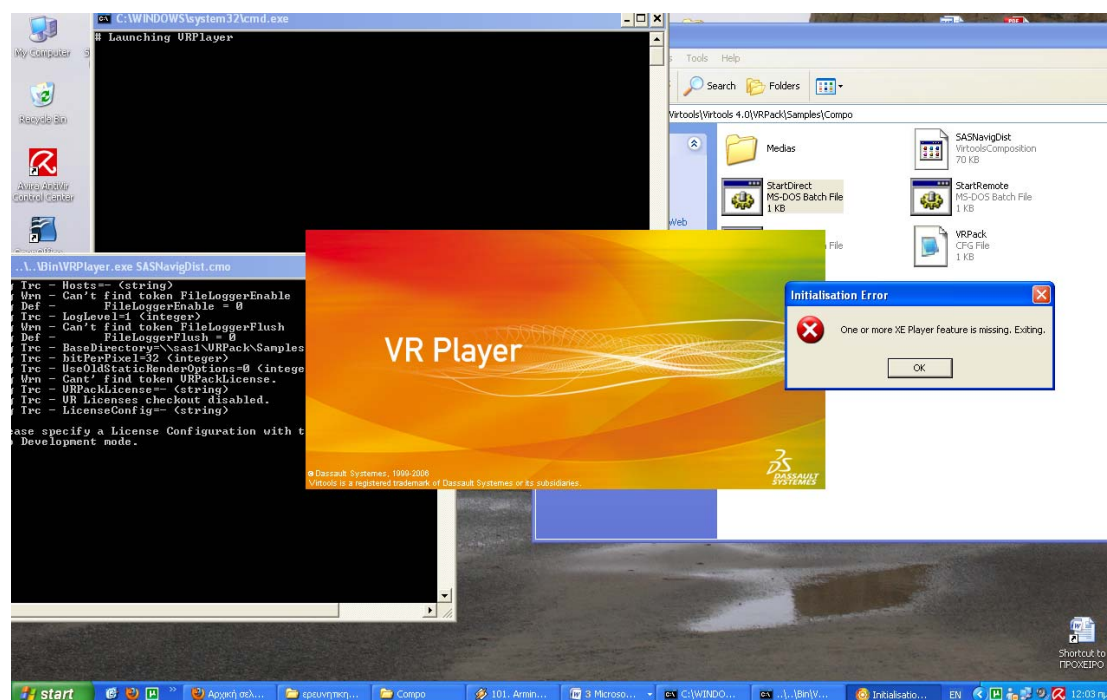 C:\WINDOWS\system32\cmd.exe
# Launching VRPlayer
My Computer
Recycle Bin
Avira AntiVir
Control Center
Tools Help
Search Folders
Virtools\Virtools 4.0\VRPack\Samples\Compo
Medias
SASNavigDist
VirtoolsComposition
70 KB
StartDirect
MS-DOS Batch File
1 KB
StartRemote
MS-DOS Batch File
1 KB
Web
File
VRPack
CFG File
1 KB
..\..\Bin\VRPlayer.exe SASNavigDist.cmo
Trc - Hosts=- (string)
Wrn - Can't find token FileLoggerEnable
Def - FileLoggerEnable = 0
Trc - LogLevel=1 (integer)
Wrn - Can't find token FileLoggerFlush
Def - FileLoggerFlush = 0
Trc - BaseDirectory=\\sas1\VRPack\Samples
Trc - bitPerPixel=32 (integer)
Trc - UseOldStaticRenderOptions=0 (intege
Wrn - Cant' find token VRPackLicense.
Trc - VRPackLicense=- (string)
Trc - VR Licenses checkout disabled.
Trc - LicenseConfig=- (string)
ase specify a License Configuration with t
Development mode.
VR Player
© Dassault Systemes, 1999-2006
Virtools is a registered trademark of Dassault Systemes or its subsidiaries.
DASSAULT
SYSTEMES
Initialisation Error
One or more XE Player feature is missing. Exiting.
OK
Shortcut to
ΠΡΟΧΕΙΡΟ
start
Αρχική σελ...
ερευνητικη...
Compo
101. Armin...
3 Microso...
C:\WINDO...
..\..\Bin\V...
Initialisatio...
EN
12:03 πμ